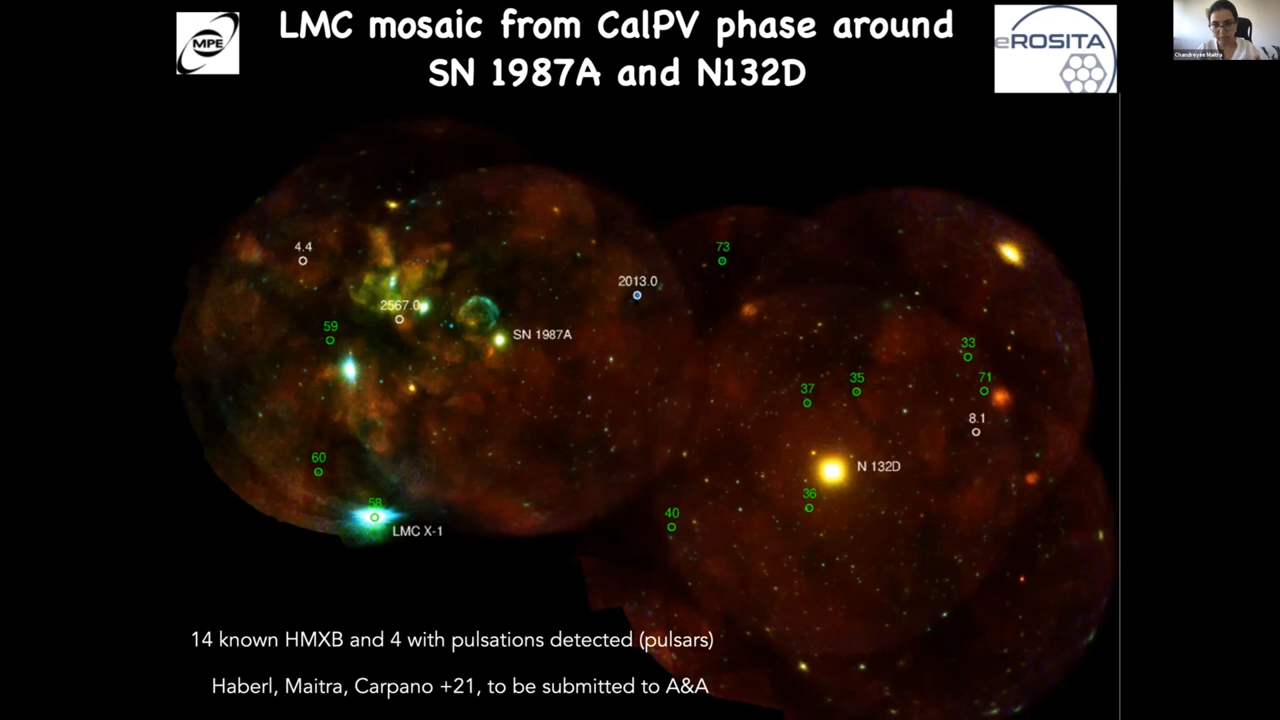 LMC mosaic from CalPV phase around
SN 1987A and N132D
MPE
eROSITA
Chandreyee Maitra
4.4
2567.0
2013.0
73
59
SN 1987A
33
37
35
71
8.1
60
N 132D
36
58
40
LMC X-1
14 known HMXB and 4 with pulsations detected (pulsars)
Haberl, Maitra, Carpano +21, to be submitted to A&A